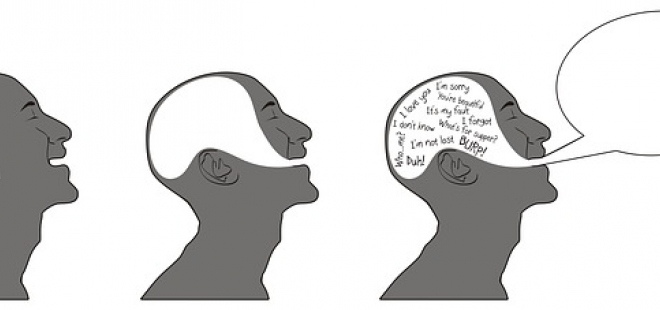 I'm sorry
I love you
You're beautiful
It's my fault
I forgot
I don't know
What's for supper?
I'm not lost
BURP!
Who...me?
Duh!